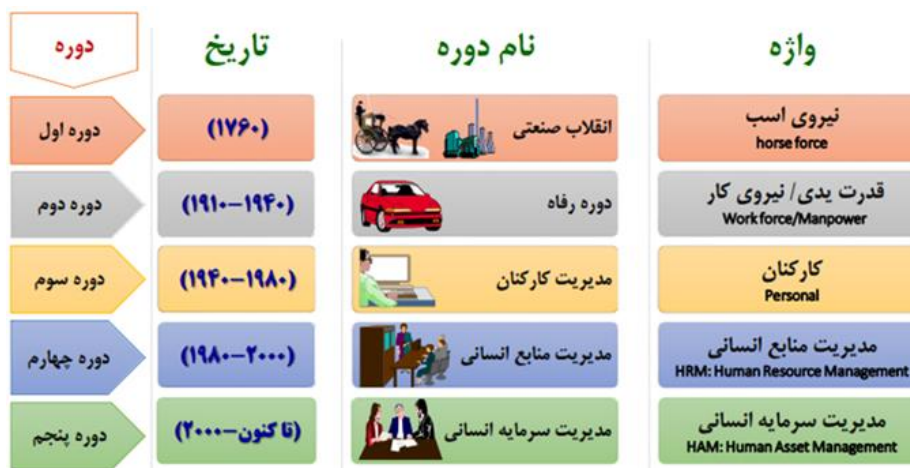 دوره
تاریخ
نام دوره
واژه
دوره اول
(۱۷۶۰)
انقلاب صنعتی
نیروی اسب
horse force
دوره دوم
(۱۹۱۰–۱۹۴۰)
دوره رفاه
قدرت یدی/ نیروی کار
Work force/Manpower
دوره سوم
(۱۹۴۰–۱۹۸۰)
مدیریت کارکنان
کارکنان
Personal
دوره چهارم
(۱۹۸۰–۲۰۰۰)
مدیریت منابع انسانی
مدیریت منابع انسانی
HRM: Human Resource Management
دوره پنجم
(تا کنون–۲۰۰۰)
مدیریت سرمایه انسانی
مدیریت سرمایه انسانی
HAM: Human Asset Management